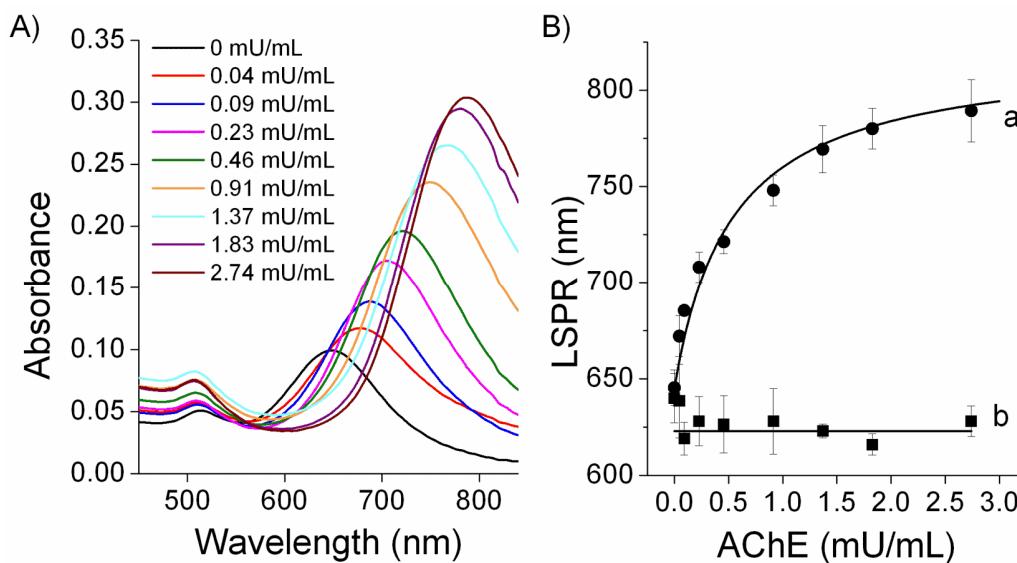 A)
0.35
0.30
0.25
0.20
0.15
0.10
0.05
0.00
Absorbance
0 mU/mL
0.04 mU/mL
0.09 mU/mL
0.23 mU/mL
0.46 mU/mL
0.91 mU/mL
1.37 mU/mL
1.83 mU/mL
2.74 mU/mL
500 600 700 800
Wavelength (nm)
B)
800
750
700
650
600
LSPR (nm)
a
b
0.0 0.5 1.0 1.5 2.0 2.5 3.0
AChE (mU/mL)